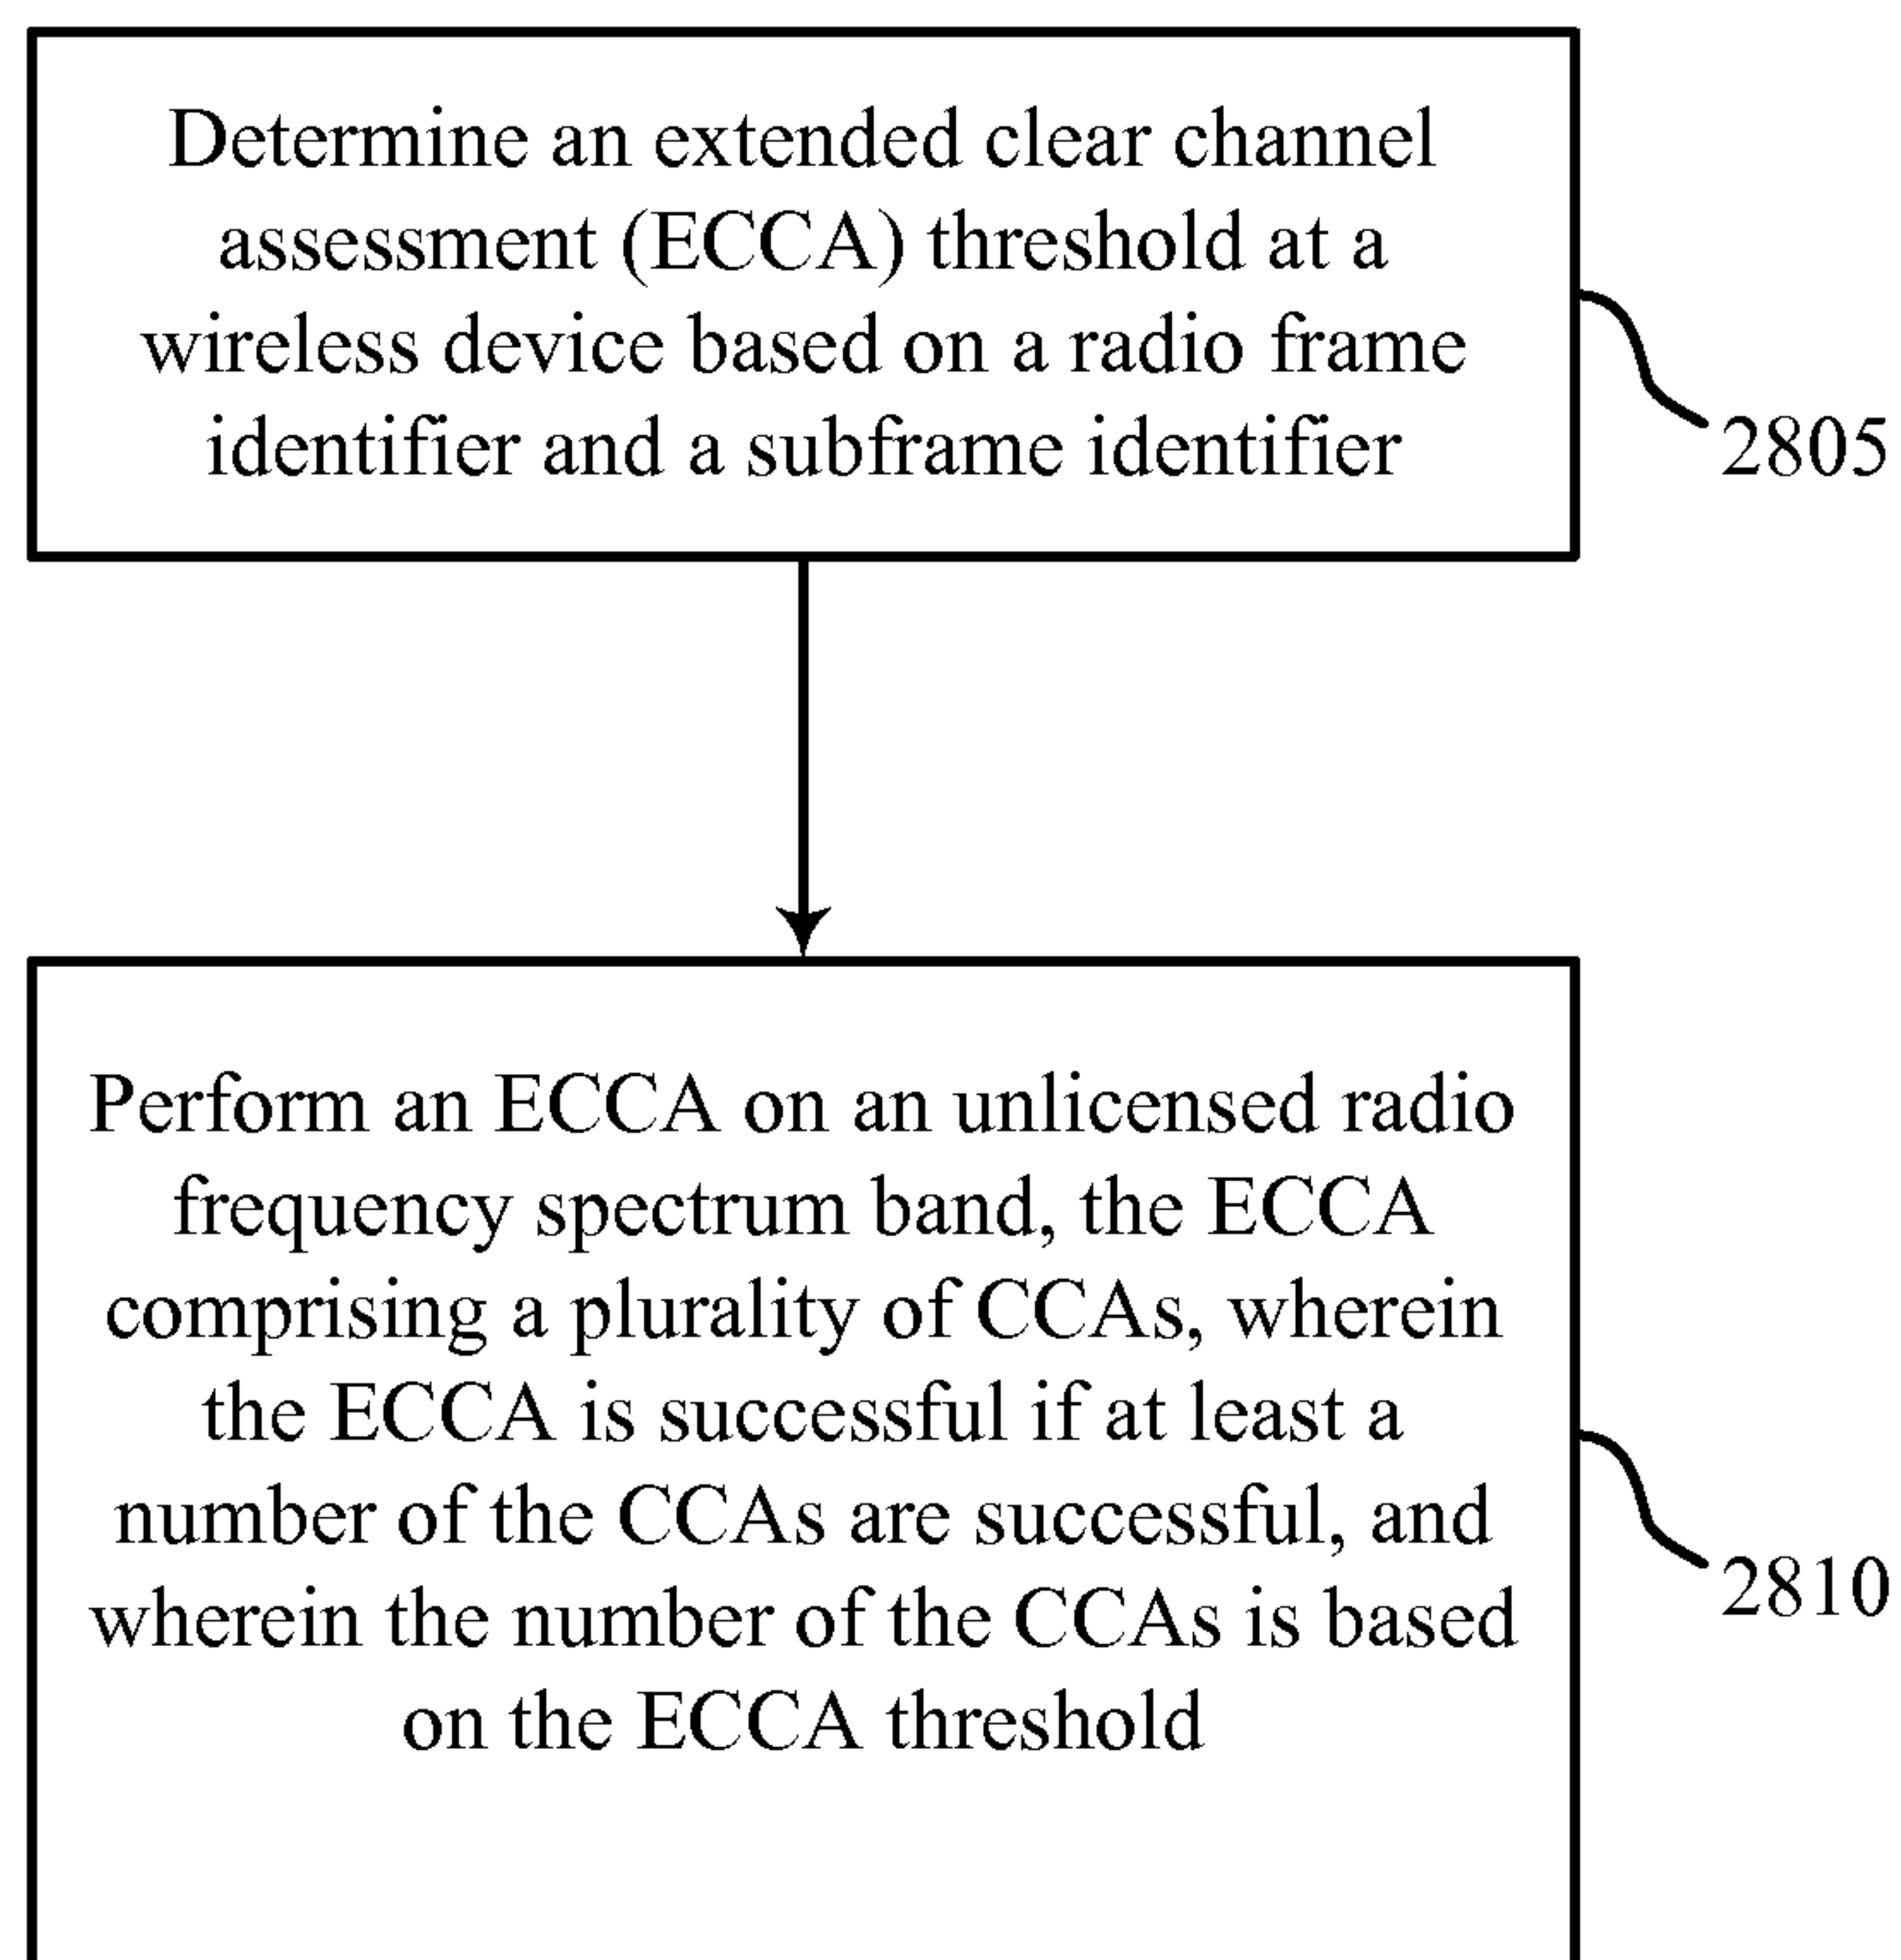 Determine an extended clear channel
assessment (ECCA) threshold at a
wireless device based on a radio frame
identifier and a subframe identifier
2805
Perform an ECCA on an unlicensed radio
frequency spectrum band, the ECCA
comprising a plurality of CCAs, wherein
the ECCA is successful if at least a
number of the CCAs are successful, and
wherein the number of the CCAs is based
on the ECCA threshold
2810